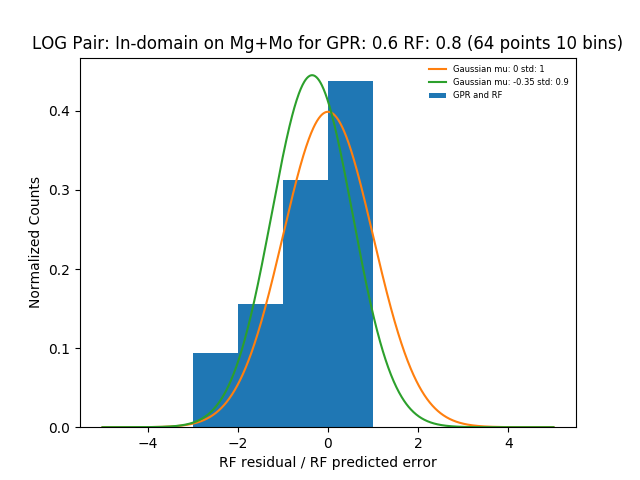 LOG Pair: In-domain on Mg+Mo for GPR: 0.6 RF: 0.8 (64 points 10 bins)
Gaussian mu: 0 std: 1
Gaussian mu: -0.35 std: 0.9
GPR and RF
Normalized Counts
0.4
0.3
0.2
0.1
0.0
−4 −2 0 2 4
RF residual / RF predicted error